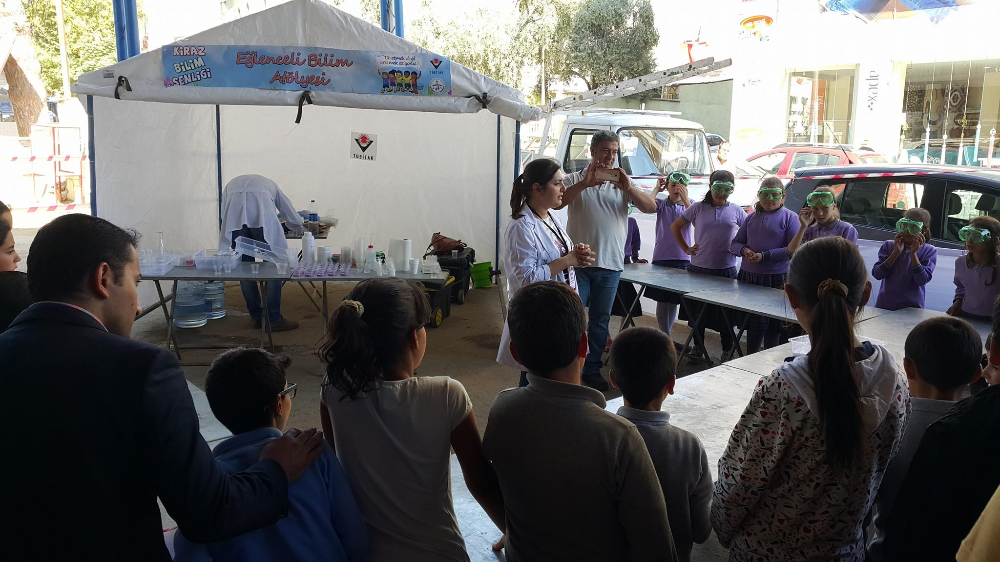 KİRAZ
BİLİM
ŞENLİĞİ
Eğlenceli Bilim
Atölyesi
Tüketmek değil
üretmek istiyoruz!
TÜBİTAK
TÜBİTAK
apex